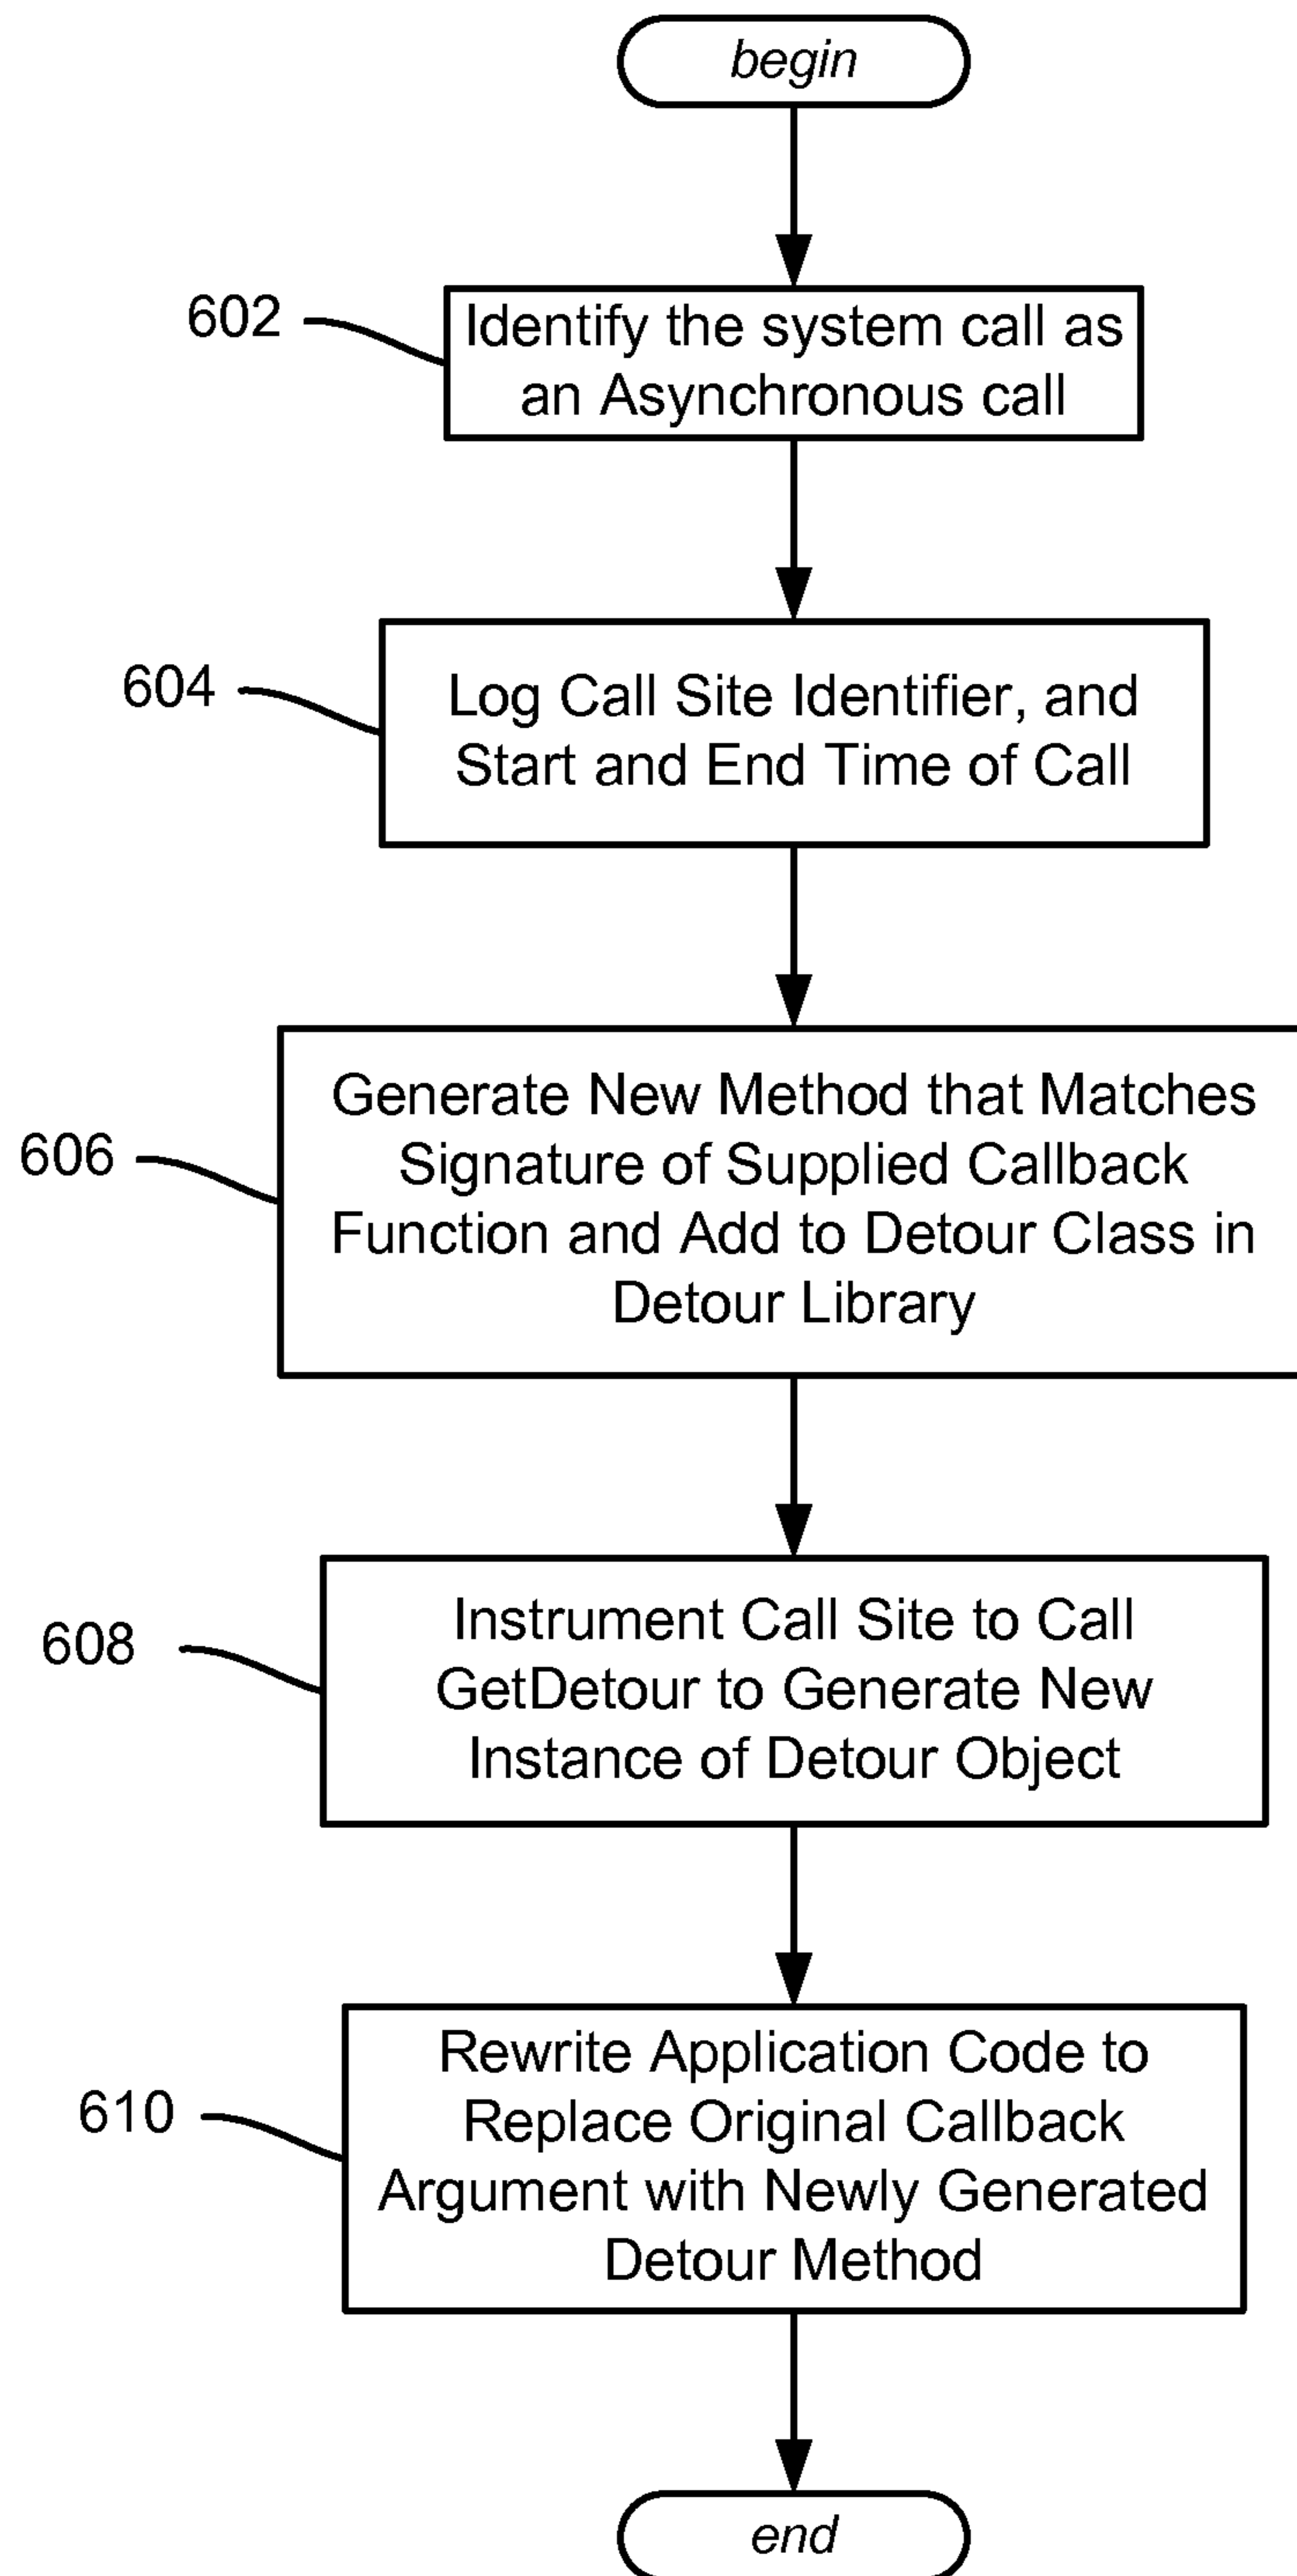 begin
602
Identify the system call as
an Asynchronous call
604
Log Call Site Identifier, and
Start and End Time of Call
606
Generate New Method that Matches
Signature of Supplied Callback
Function and Add to Detour Class in
Detour Library
608
Instrument Call Site to Call
GetDetour to Generate New
Instance of Detour Object
610
Rewrite Application Code to
Replace Original Callback
Argument with Newly Generated
Detour Method
end